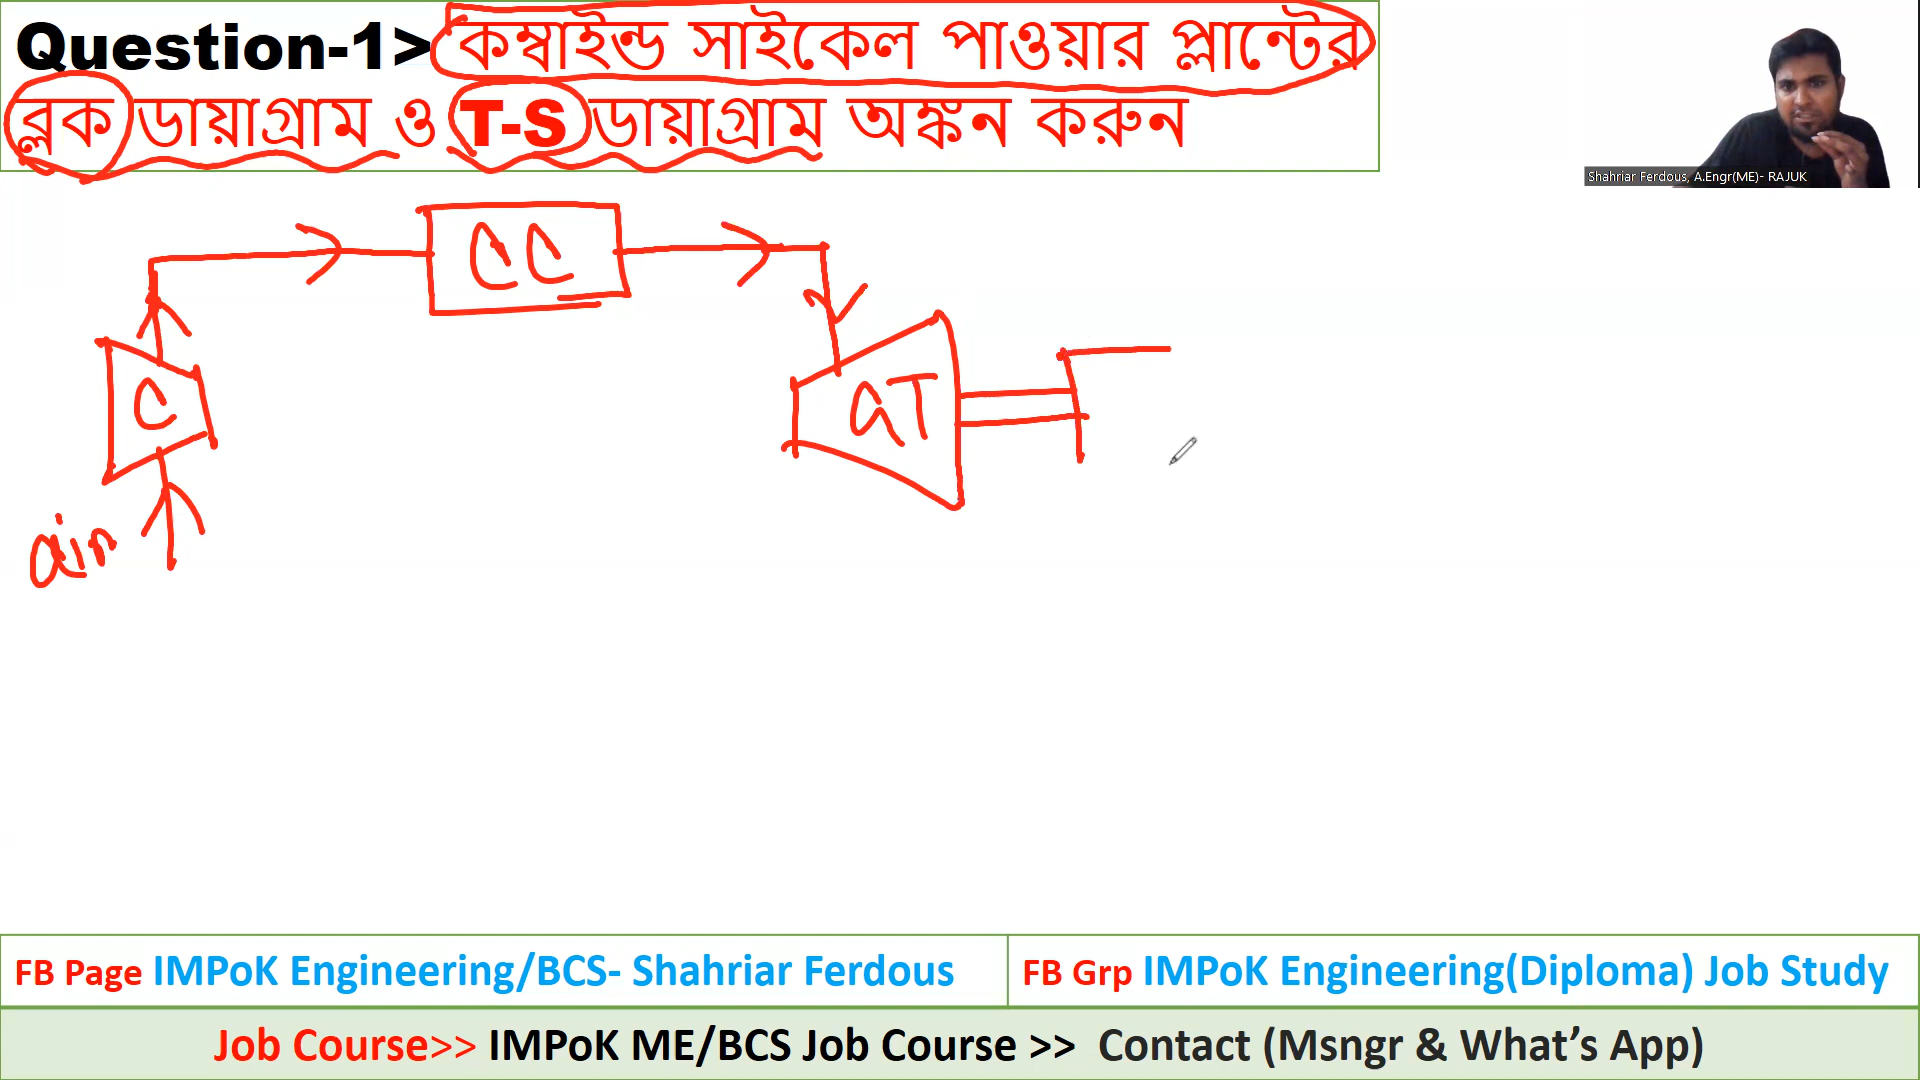 Question-1> কম্বাইন্ড সাইকেল পাওয়ার প্লান্টের
ব্লক ডায়াগ্রাম ও T-S ডায়াগ্রাম অঙ্কন করুন
Shahriar Ferdous, A.Engr(ME)- RAJUK
CC
C
GT
air
FB Page IMPoK Engineering/BCS- Shahriar Ferdous
FB Grp IMPoK Engineering(Diploma) Job Study
Job Course>> IMPoK ME/BCS Job Course >> Contact (Msngr & What’s App)